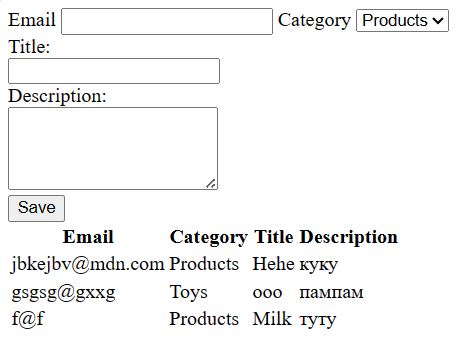 Email Category Products
Title:
Description:
Save
Email Category Title Description
jbkejbv@mdn.com Products Hehe куку
gsgsg@gxxg Toys ooo пампам
f@f Products Milk туту